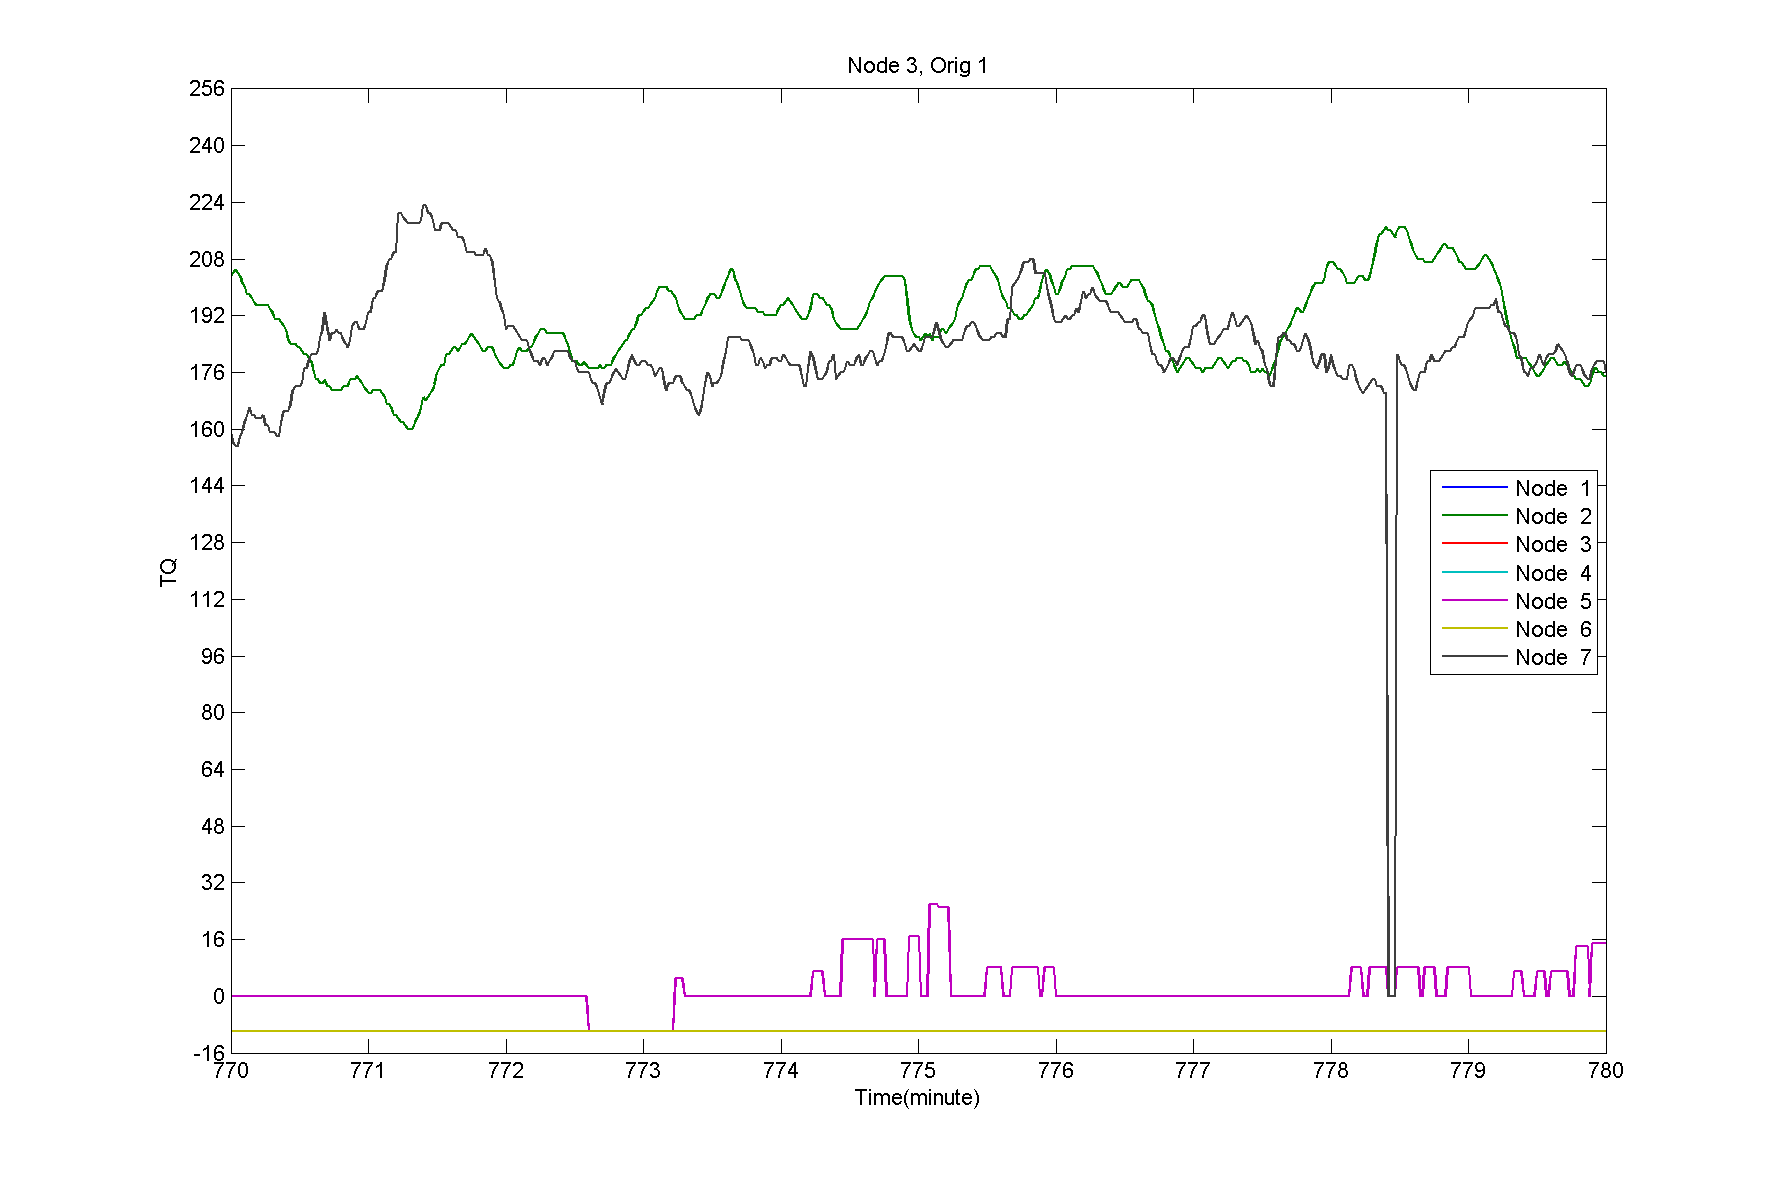 Node 3, Orig 1
256
240
224
208
192
176
160
144
128
112
96
80
64
48
32
16
0
-16
TQ
Node 1
Node 2
Node 3
Node 4
Node 5
Node 6
Node 7
770 771 772 773 774 775 776 777 778 779 780
Time(minute)